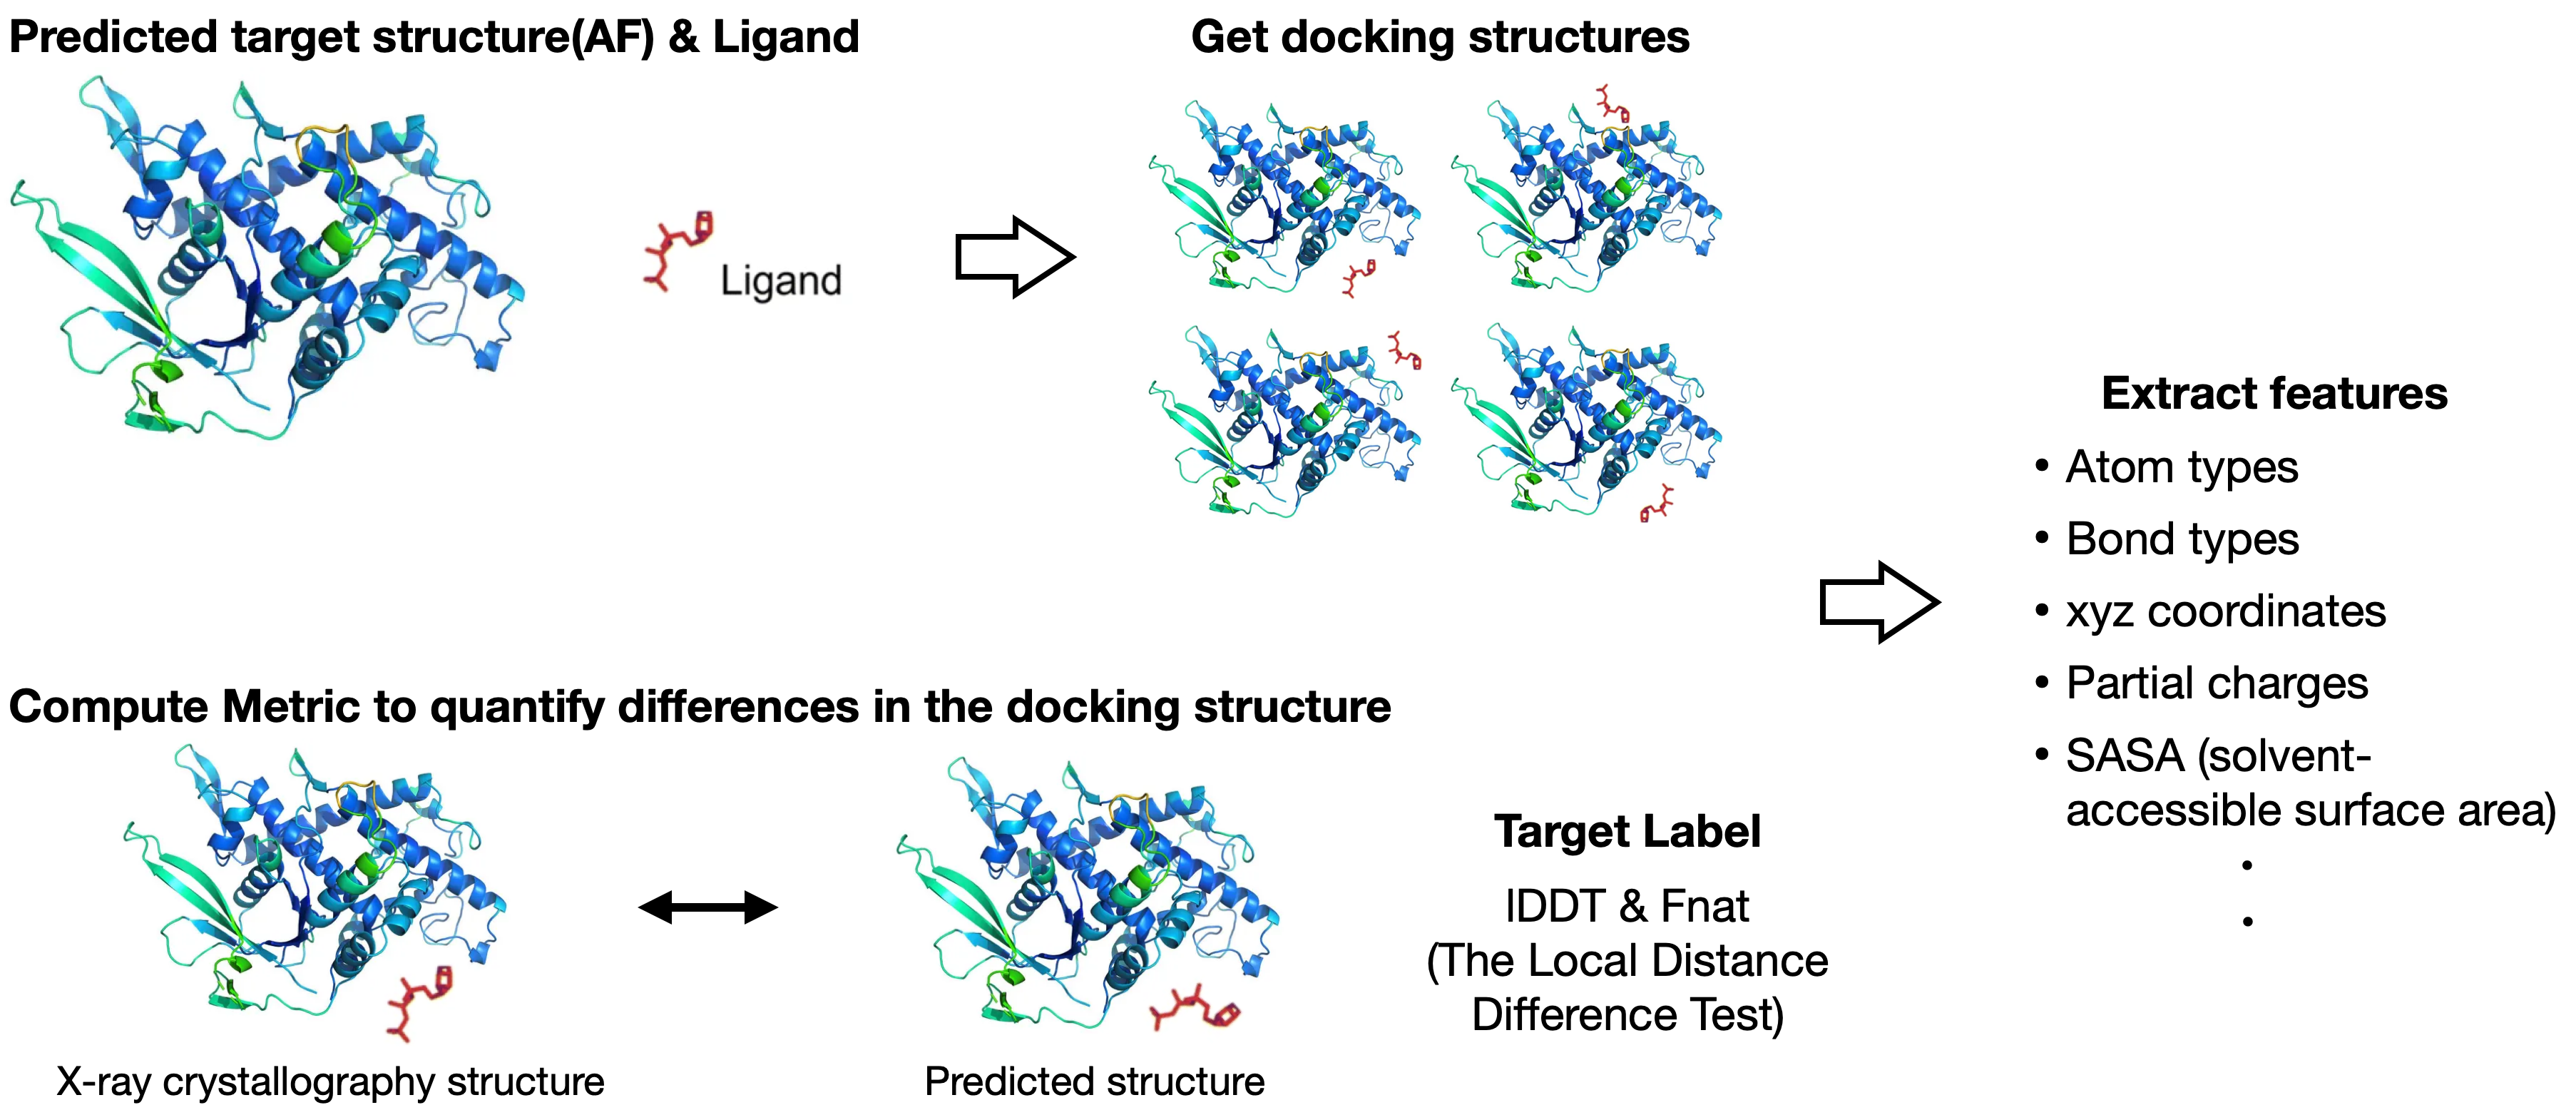 Predicted target structure(AF) & Ligand
Ligand
Get docking structures
Extract features
• Atom types
• Bond types
• xyz coordinates
• Partial charges
• SASA (solvent-
accessible surface area)
Compute Metric to quantify differences in the docking structure
X-ray crystallography structure
Predicted structure
Target Label
lDDT & Fnat
(The Local Distance
Difference Test)